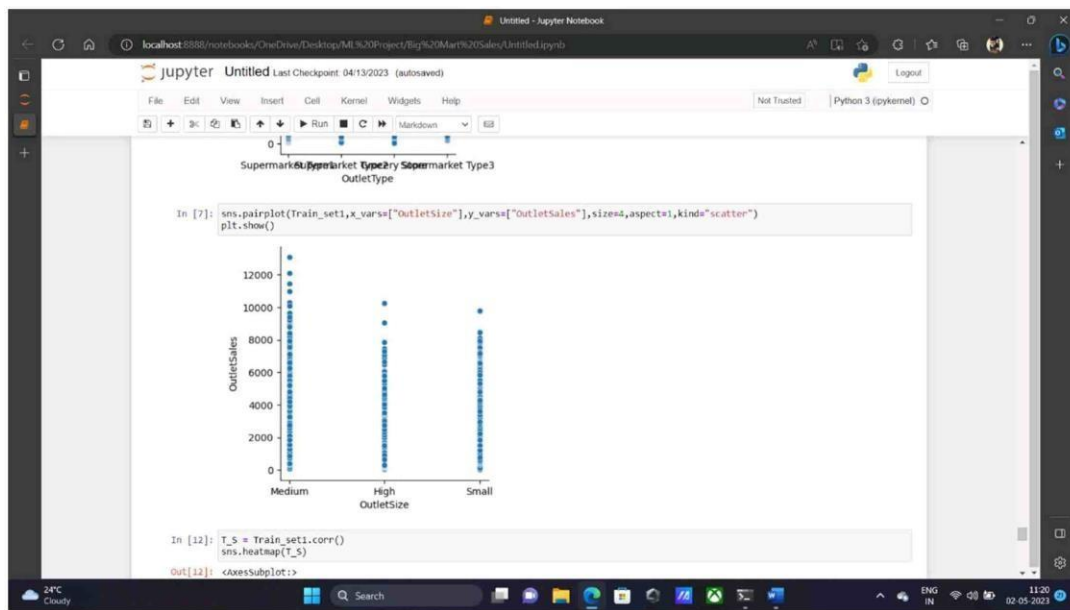 Untitled - Jupyter Notebook
localhost:8888/notebooks/OneDrive/Desktop/ML%20Project/Big%20Mart%20Sales/Untitled.ipynb
jupyter Untitled Last Checkpoint: 04/13/2023 (autosaved)
Logout
File Edit View Insert Cell Kernel Widgets Help
Not Trusted
Python 3 (ipykernel)
Run
Markdown
0
Supermarket Type3
OutletType
In [7]: sns.pairplot(Train_set1,x_vars=["OutletSize"],y_vars=["OutletSales"],size=4,aspect=1,kind="scatter")
plt.show()
12000
10000
8000
6000
4000
2000
0
OutletSales
Medium High Small
OutletSize
In [12]: T_S = Train_set1.corr()
sns.heatmap(T_S)
Out[12]: <AxesSubplot:>
24°C
Cloudy
Search
ENG
IN
11:20
02-05-2023